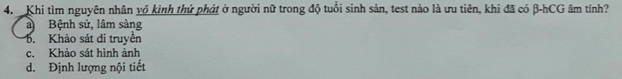 4. Khi tìm nguyên nhân vô kinh thứ phát ở người nữ trong độ tuổi sinh sản, test nào là ưu tiên, khi đã có β-hCG âm tính?
a) Bệnh sử, lâm sàng
b. Khảo sát di truyền
c. Khảo sát hình ảnh
d. Định lượng nội tiết